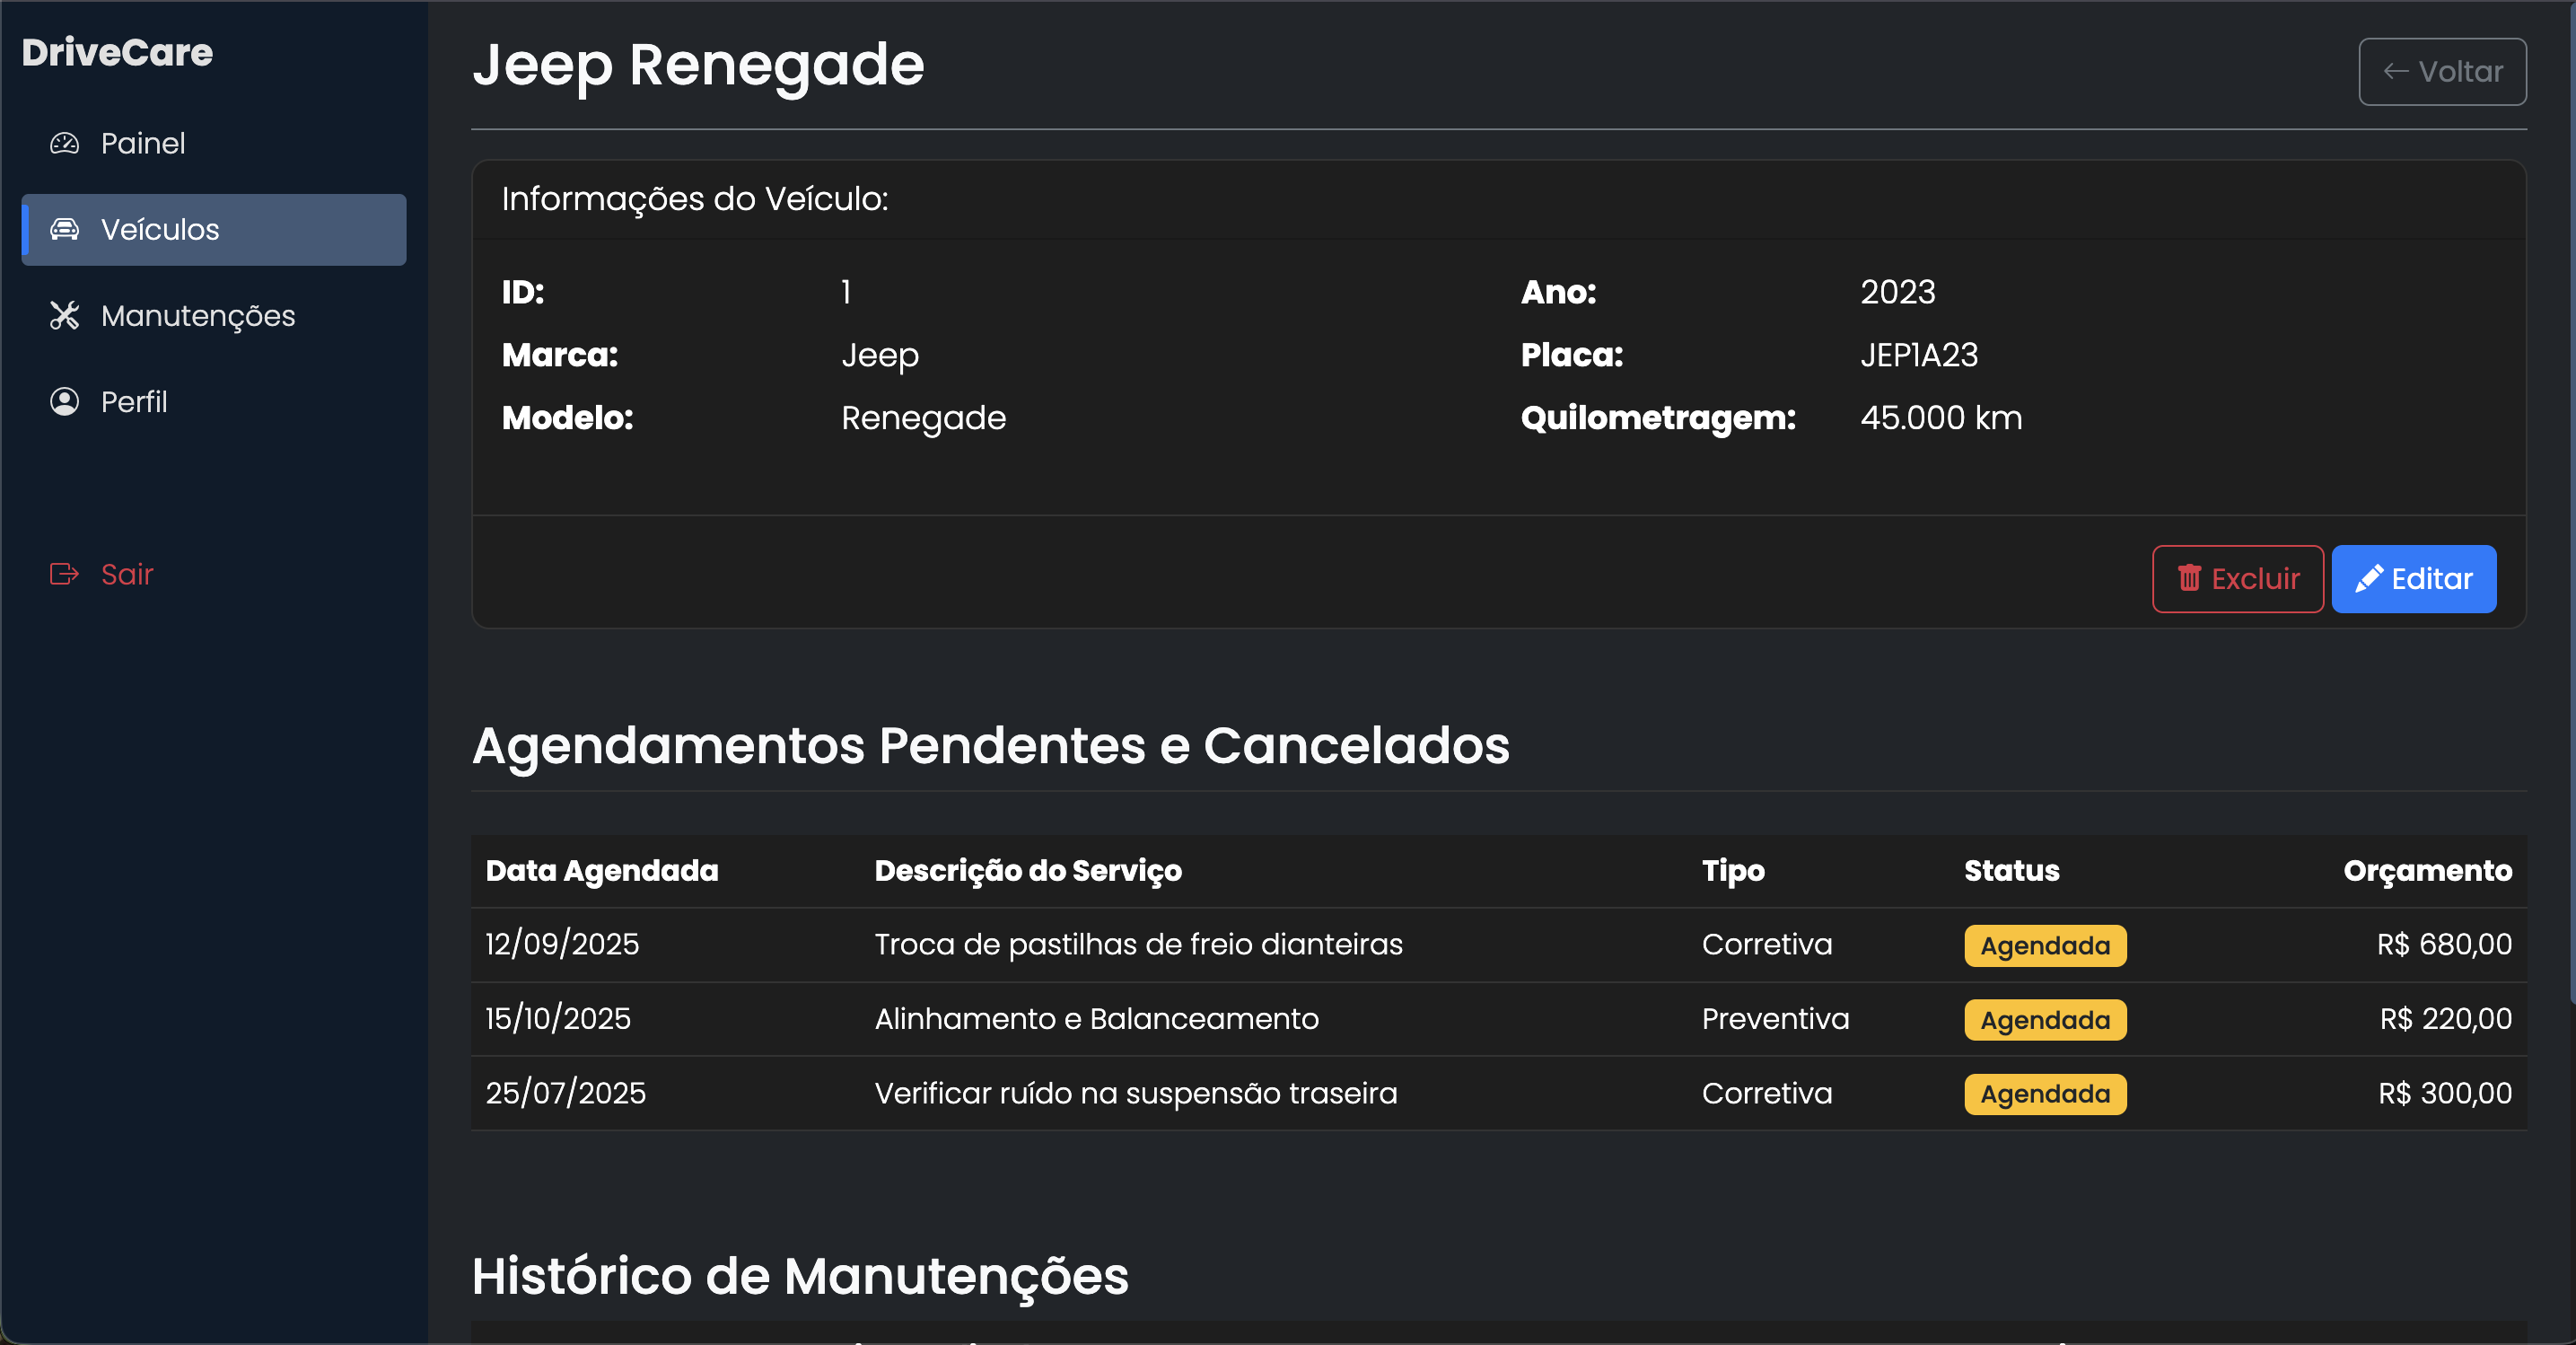 DriveCare
Painel
Veículos
Manutenções
Perfil
Sair
Jeep Renegade
← Voltar
Informações do Veículo:
ID: 1 Ano: 2023
Marca: Jeep Placa: JEP1A23
Modelo: Renegade Quilometragem: 45.000 km
Excluir Editar
Agendamentos Pendentes e Cancelados
Data Agendada Descrição do Serviço Tipo Status Orçamento
12/09/2025 Troca de pastilhas de freio dianteiras Corretiva Agendada R$ 680,00
15/10/2025 Alinhamento e Balanceamento Preventiva Agendada R$ 220,00
25/07/2025 Verificar ruído na suspensão traseira Corretiva Agendada R$ 300,00
Histórico de Manutenções